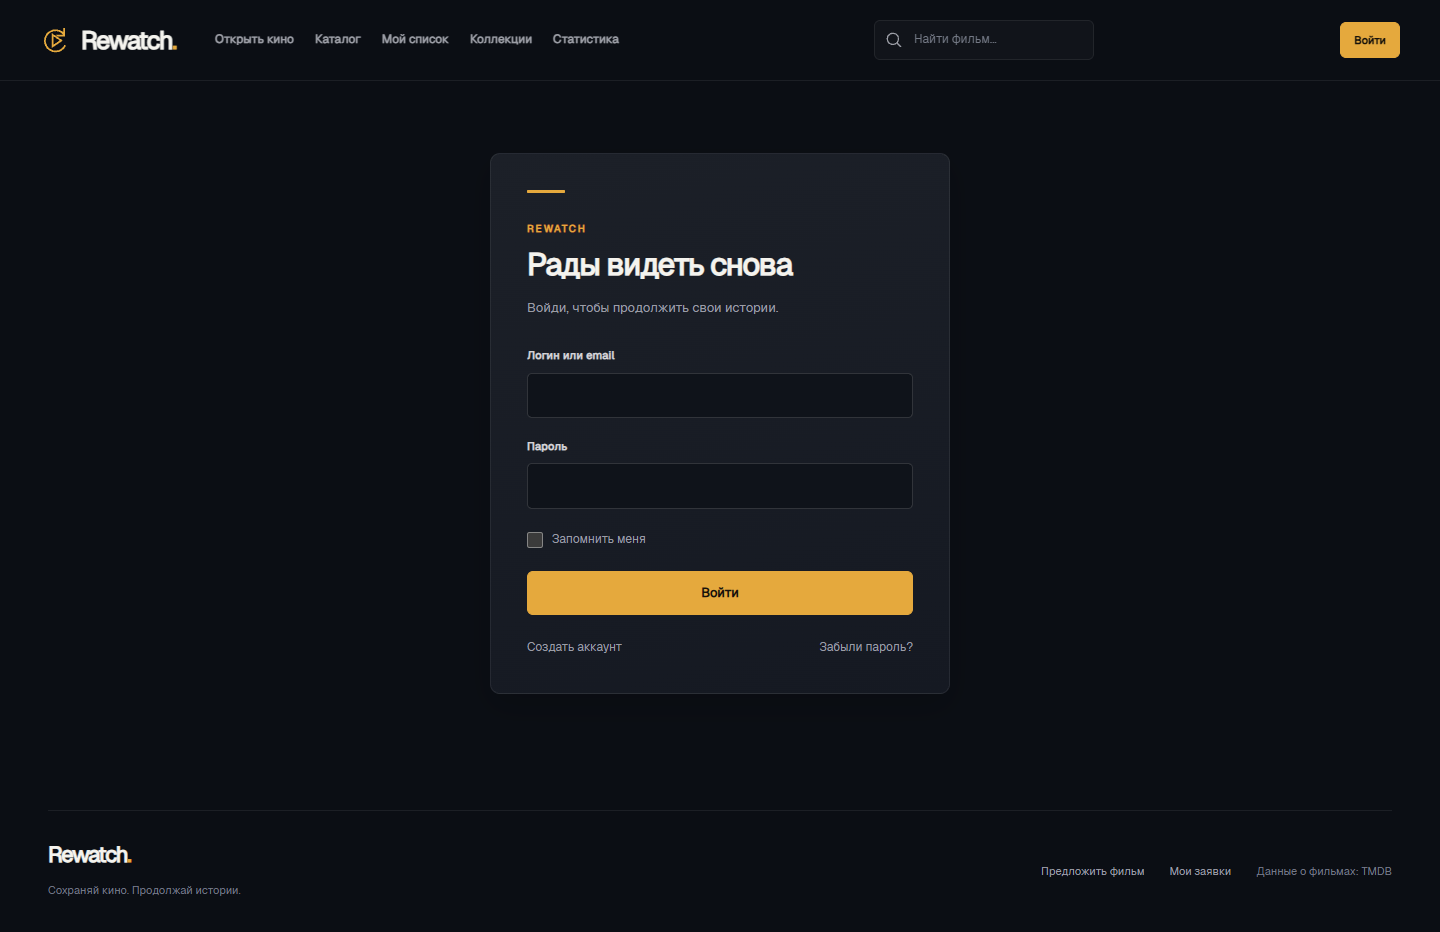 Rewatch.
Открыть кино
Каталог
Мой список
Коллекции
Статистика
Найти фильм...
Войти
REWATCH
Рады видеть снова
Войди, чтобы продолжить свои истории.
Логин или email
Пароль
Запомнить меня
Войти
Создать аккаунт
Забыли пароль?
Rewatch.
Сохраняй кино. Продолжай истории.
Предложить фильм
Мои заявки
Данные о фильмах: TMDB